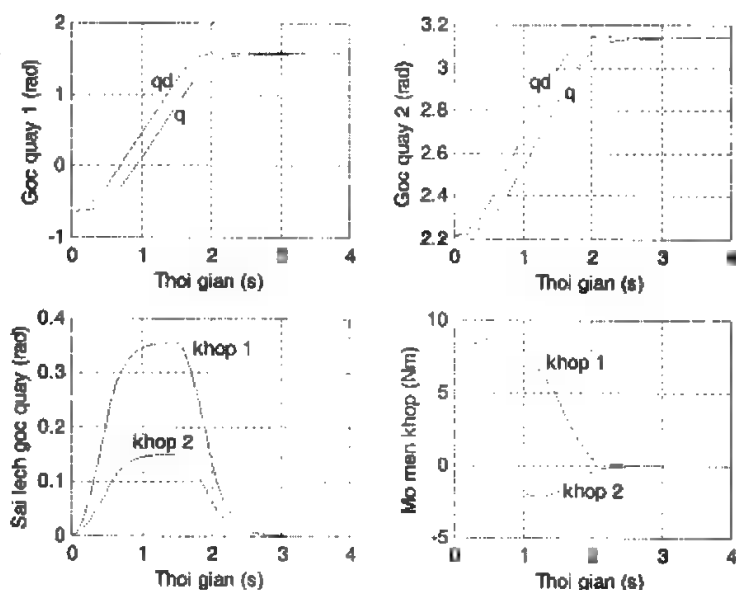 2
1
0
-1
Goc quay 1 (rad)
qd
q
0
1
2
3
4
Thoi gian (s)
3.2
3
2.8
2.6
2.4
2.2
Goc quay 2 (rad)
qd
q
0
1
2
3
Thoi gian (s)
0.4
0.3
0.2
0.1
0
Sai lech goc quay (rad)
khop 1
khop 2
0
1
2
3
4
Thoi gian (s)
10
5
0
-5
Mo men khop (Nm)
khop 1
khop 2
0
1
2
3
4
Thoi gian (s)